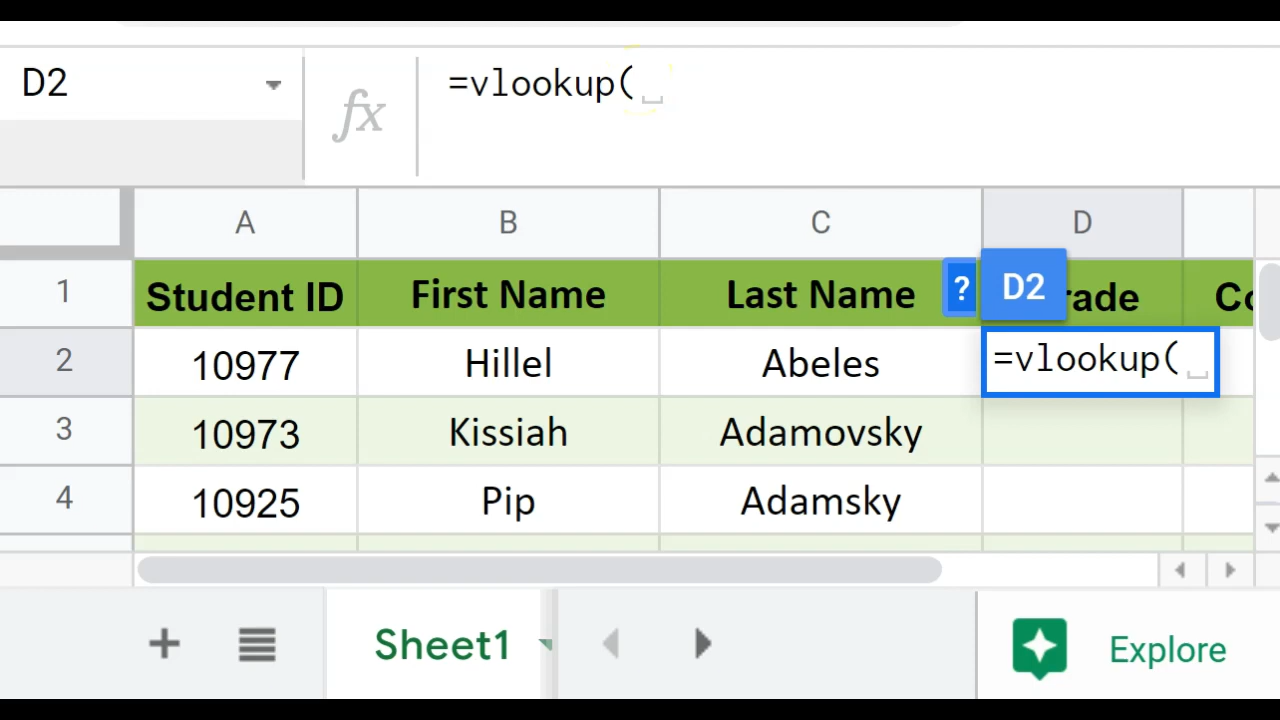 D2
fx
=vlookup(
A B C D
1 Student ID First Name Last Name ? D2 rade Co
2 10977 Hillel Abeles =vlookup(
3 10973 Kissiah Adamovsky
4 10925 Pip Adamsky
Sheet1
Explore